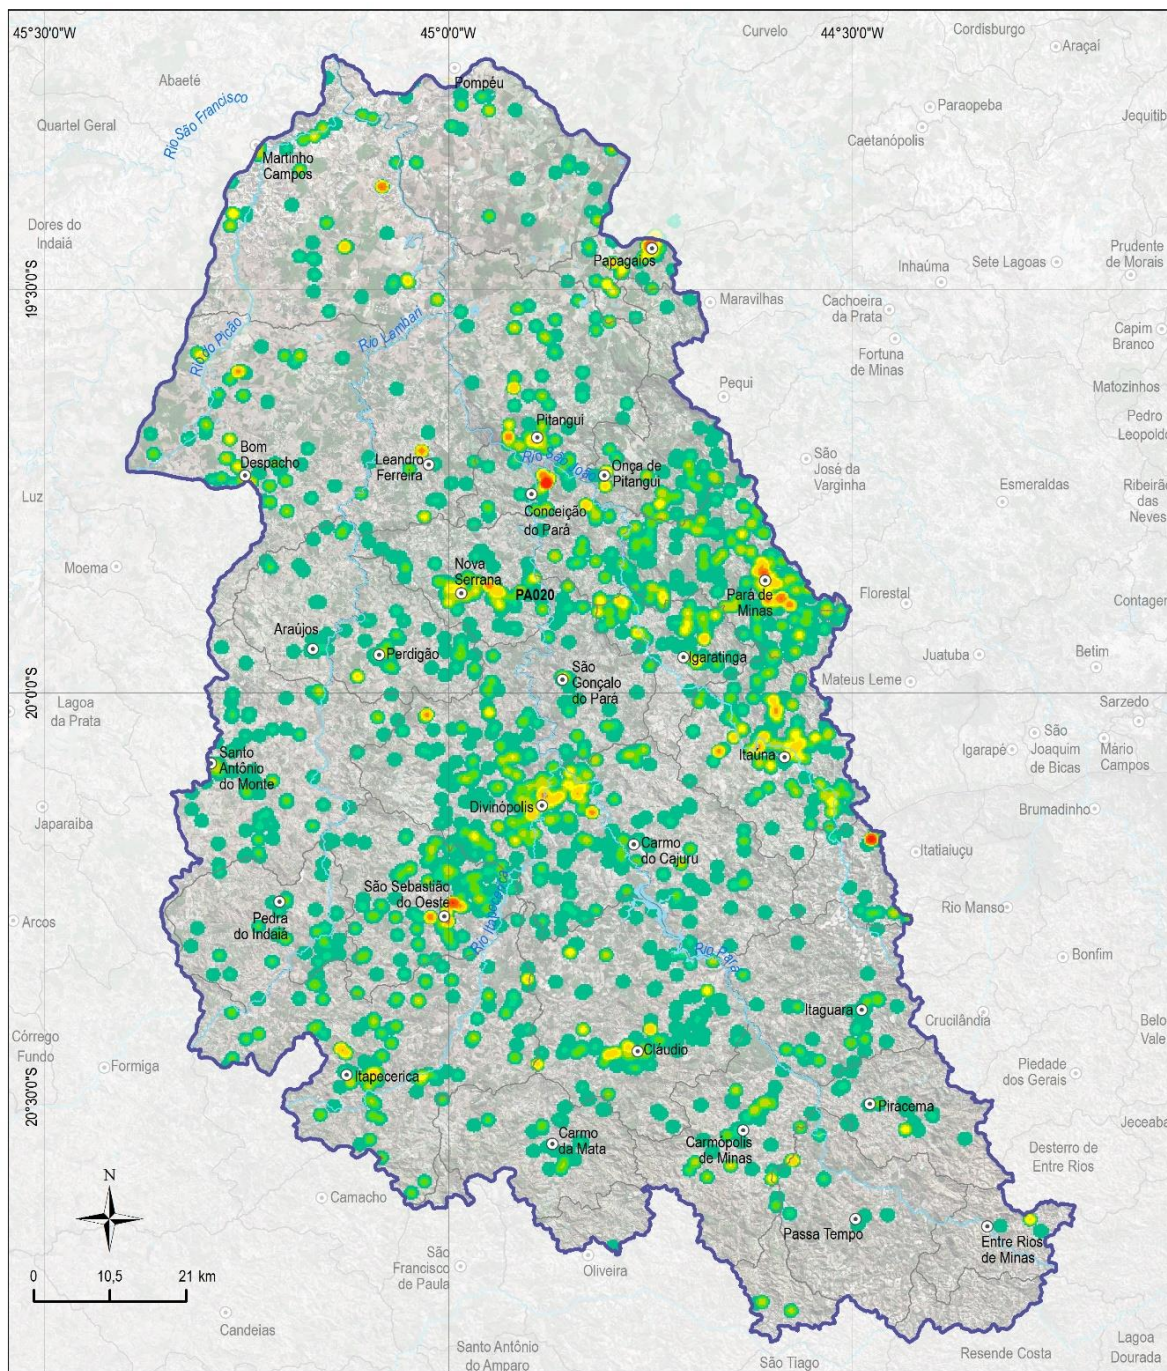 45°30'0"W
45°0'0"W
44°30'0"W
Curvelo
Cordisburgo
Araçaí
Abaeté
Pompéu
Rio São Francisco
Paraopeba
Quartel Geral
Jequitib
Caetanópolis
Martinho
Campos
Dores do
Indaiá
Papagaios
Prudente
de Morais
Inhaúma
Sete Lagoas
19°30'0"S
Maravilhas
Cachoeira
da Prata
Rio do Picão
Rio Lambari
Capim
Branco
Fortuna
de Minas
Pequi
Matozinhos
Pitangui
Pedro
Leopoldo
Bom
Despacho
Leandro
Ferreira
Rio São João
Onça de
Pitangui
São
José da
Varginha
Luz
Conceição
do Pará
Esmeraldas
Ribeirão
das
Neves
Moema
Nova
Serrana
PA020
Pará de
Minas
Florestal
Contagem
Araújos
Perdigão
Igaratinga
Juatuba
Betim
São
Gonçalo
do Pará
20°0'0"S
Mateus Leme
Lagoa
da Prata
Sarzedo
Santo
Antônio
do Monte
Itaúna
Igarapé
São
Joaquim
de Bicas
Mário
Campos
Divinópolis
Japaraíba
Brumadinho
Carmo
do Cajuru
Itatiaiuçu
São Sebastião
do Oeste
Rio Itapecerica
Pedra
do Indaiá
Rio Manso
Arcos
Rio Pará
Bonfim
Itaguara
Crucilândia
Córrego
Fundo
Belo
Vale
Formiga
Cláudio
Piedade
dos Gerais
Itapecerica
20°30'0"S
Piracema
Jeceaba
Carmo
da Mata
Carmópolis
de Minas
Desterro de
Entre Rios
N
Camacho
Passa Tempo
Entre Rios
de Minas
São
Francisco
de Paula
Oliveira
0 10,5 21 km
Candeias
Santo Antônio
do Amparo
São Tiago
Resende Costa
Lagoa
Dourada